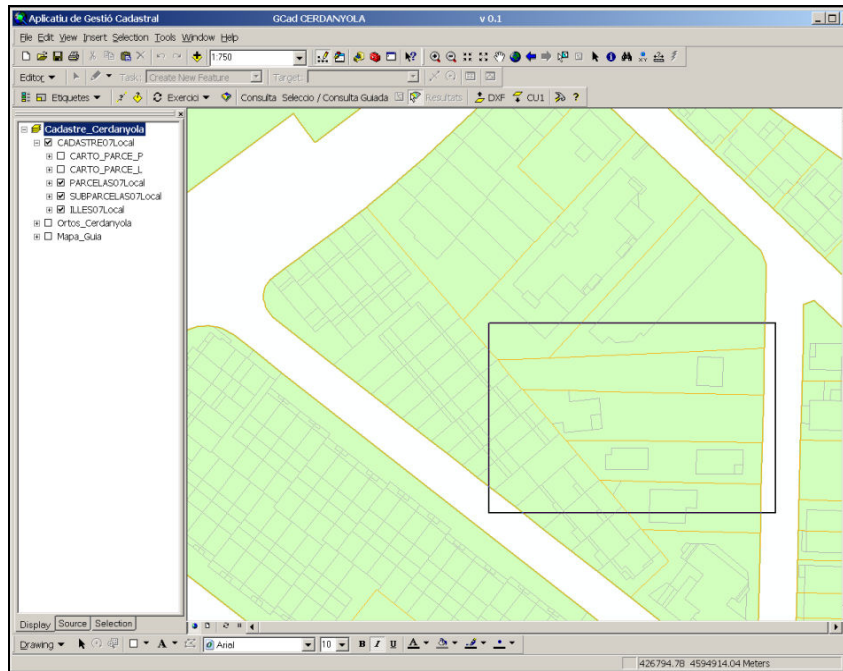 Aplicatiu de Gestió Cadastral GCad CERDANYOLA v 0.1
File Edit View Insert Selection Tools Window Help
1:750
Editor Task: Create New Feature Target:
Etiquetes Exercici Consulta Seleccio / Consulta Guiada Resultats DXF CU1 ?
Cadastre_Cerdanyola
CADASTRE07Local
CARTO_PARCE_P
CARTO_PARCE_L
PARCELAS07Local
SUBPARCELAS07Local
ILLES07Local
Ortos_Cerdanyola
Mapa_Guia
Display Source Selection
Drawing A Arial 10 B I U A
426794.78 4594914.04 Meters